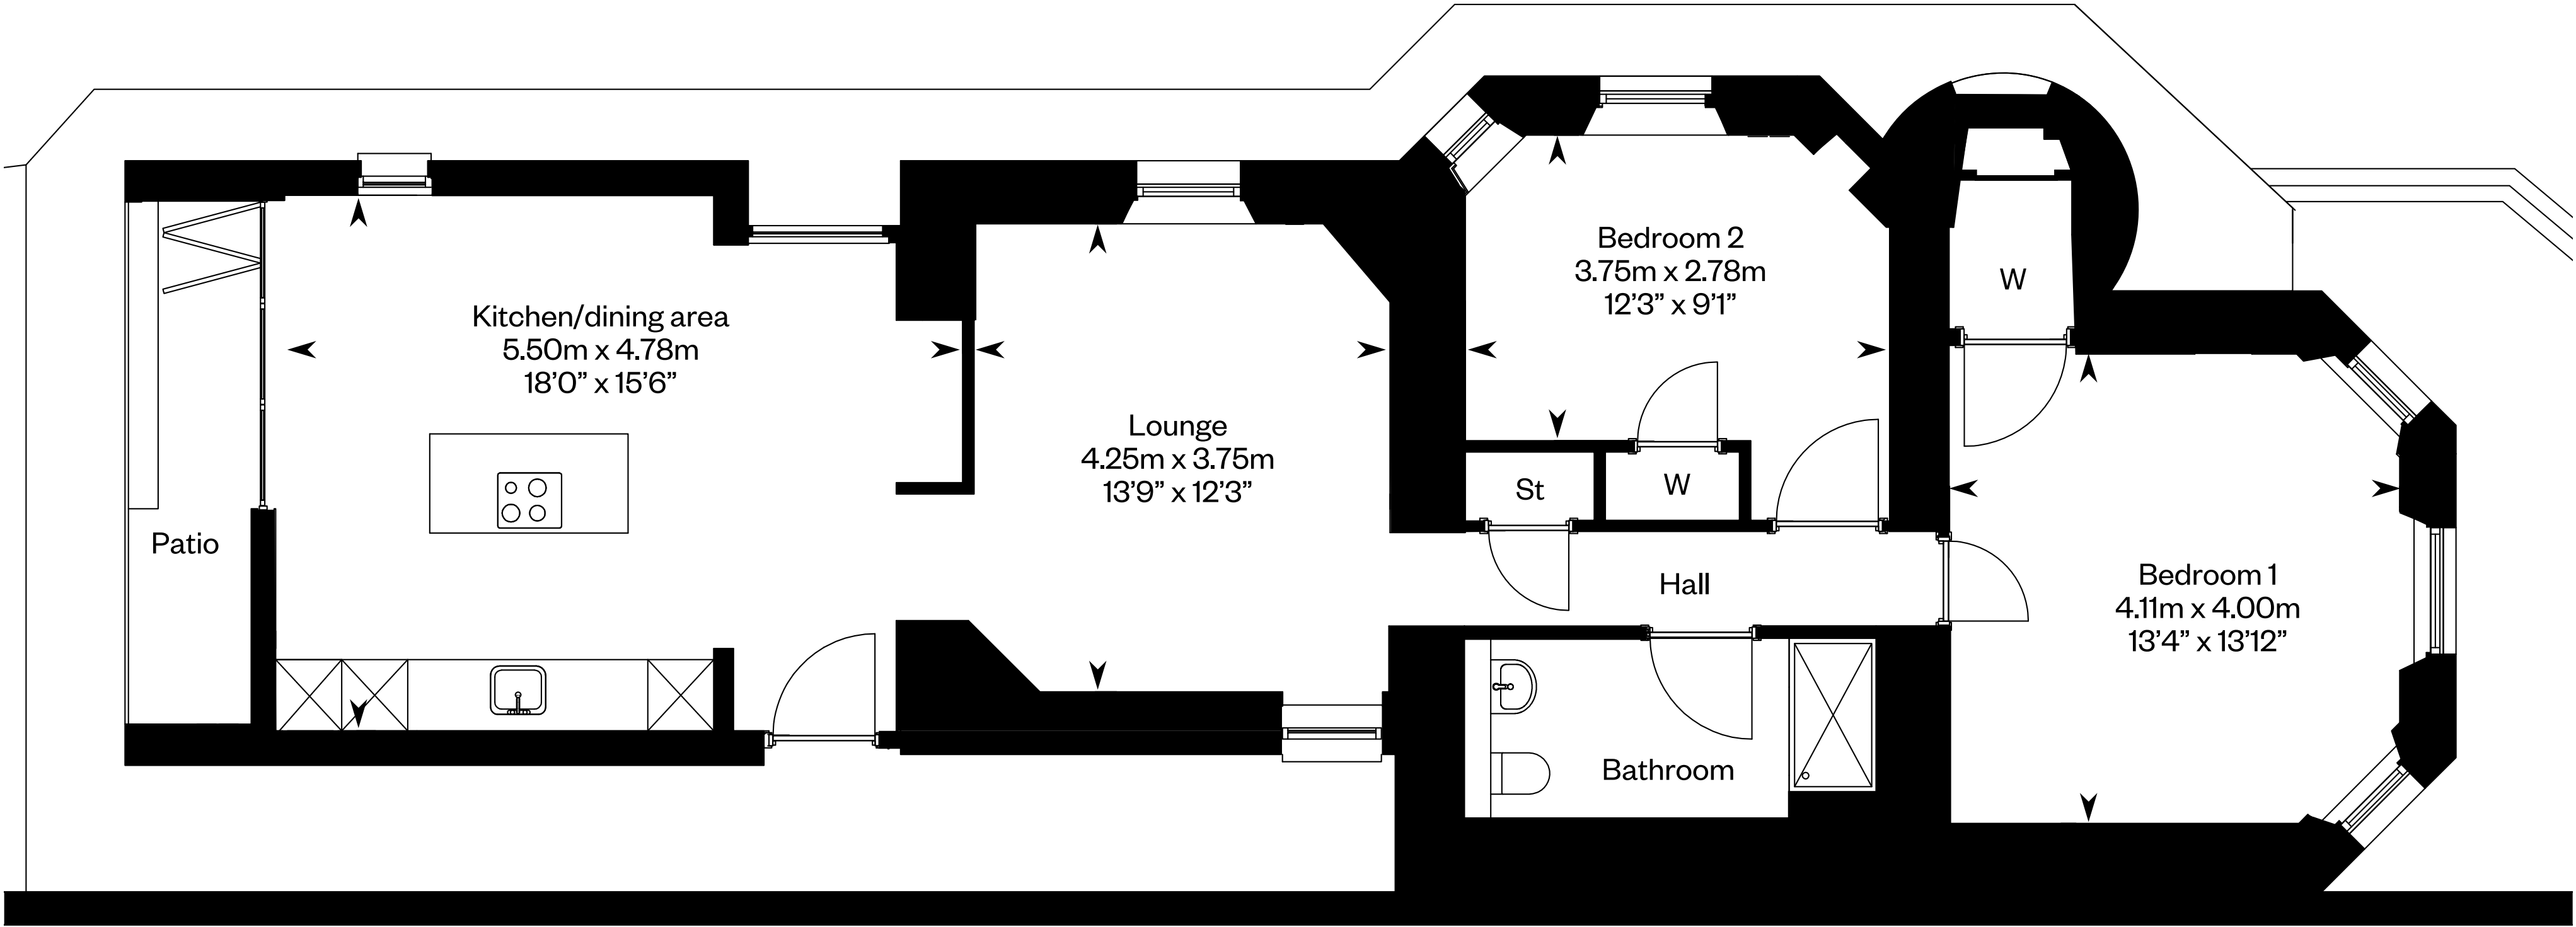 Kitchen/dining area
5.50m x 4.78m
18’0” x 15’6”
Patio
Lounge
4.25m x 3.75m
13’9” x 12’3”
Bedroom 2
3.75m x 2.78m
12’3” x 9’1”
St
W
Hall
Bathroom
W
Bedroom 1
4.11m x 4.00m
13’4” x 13’12”